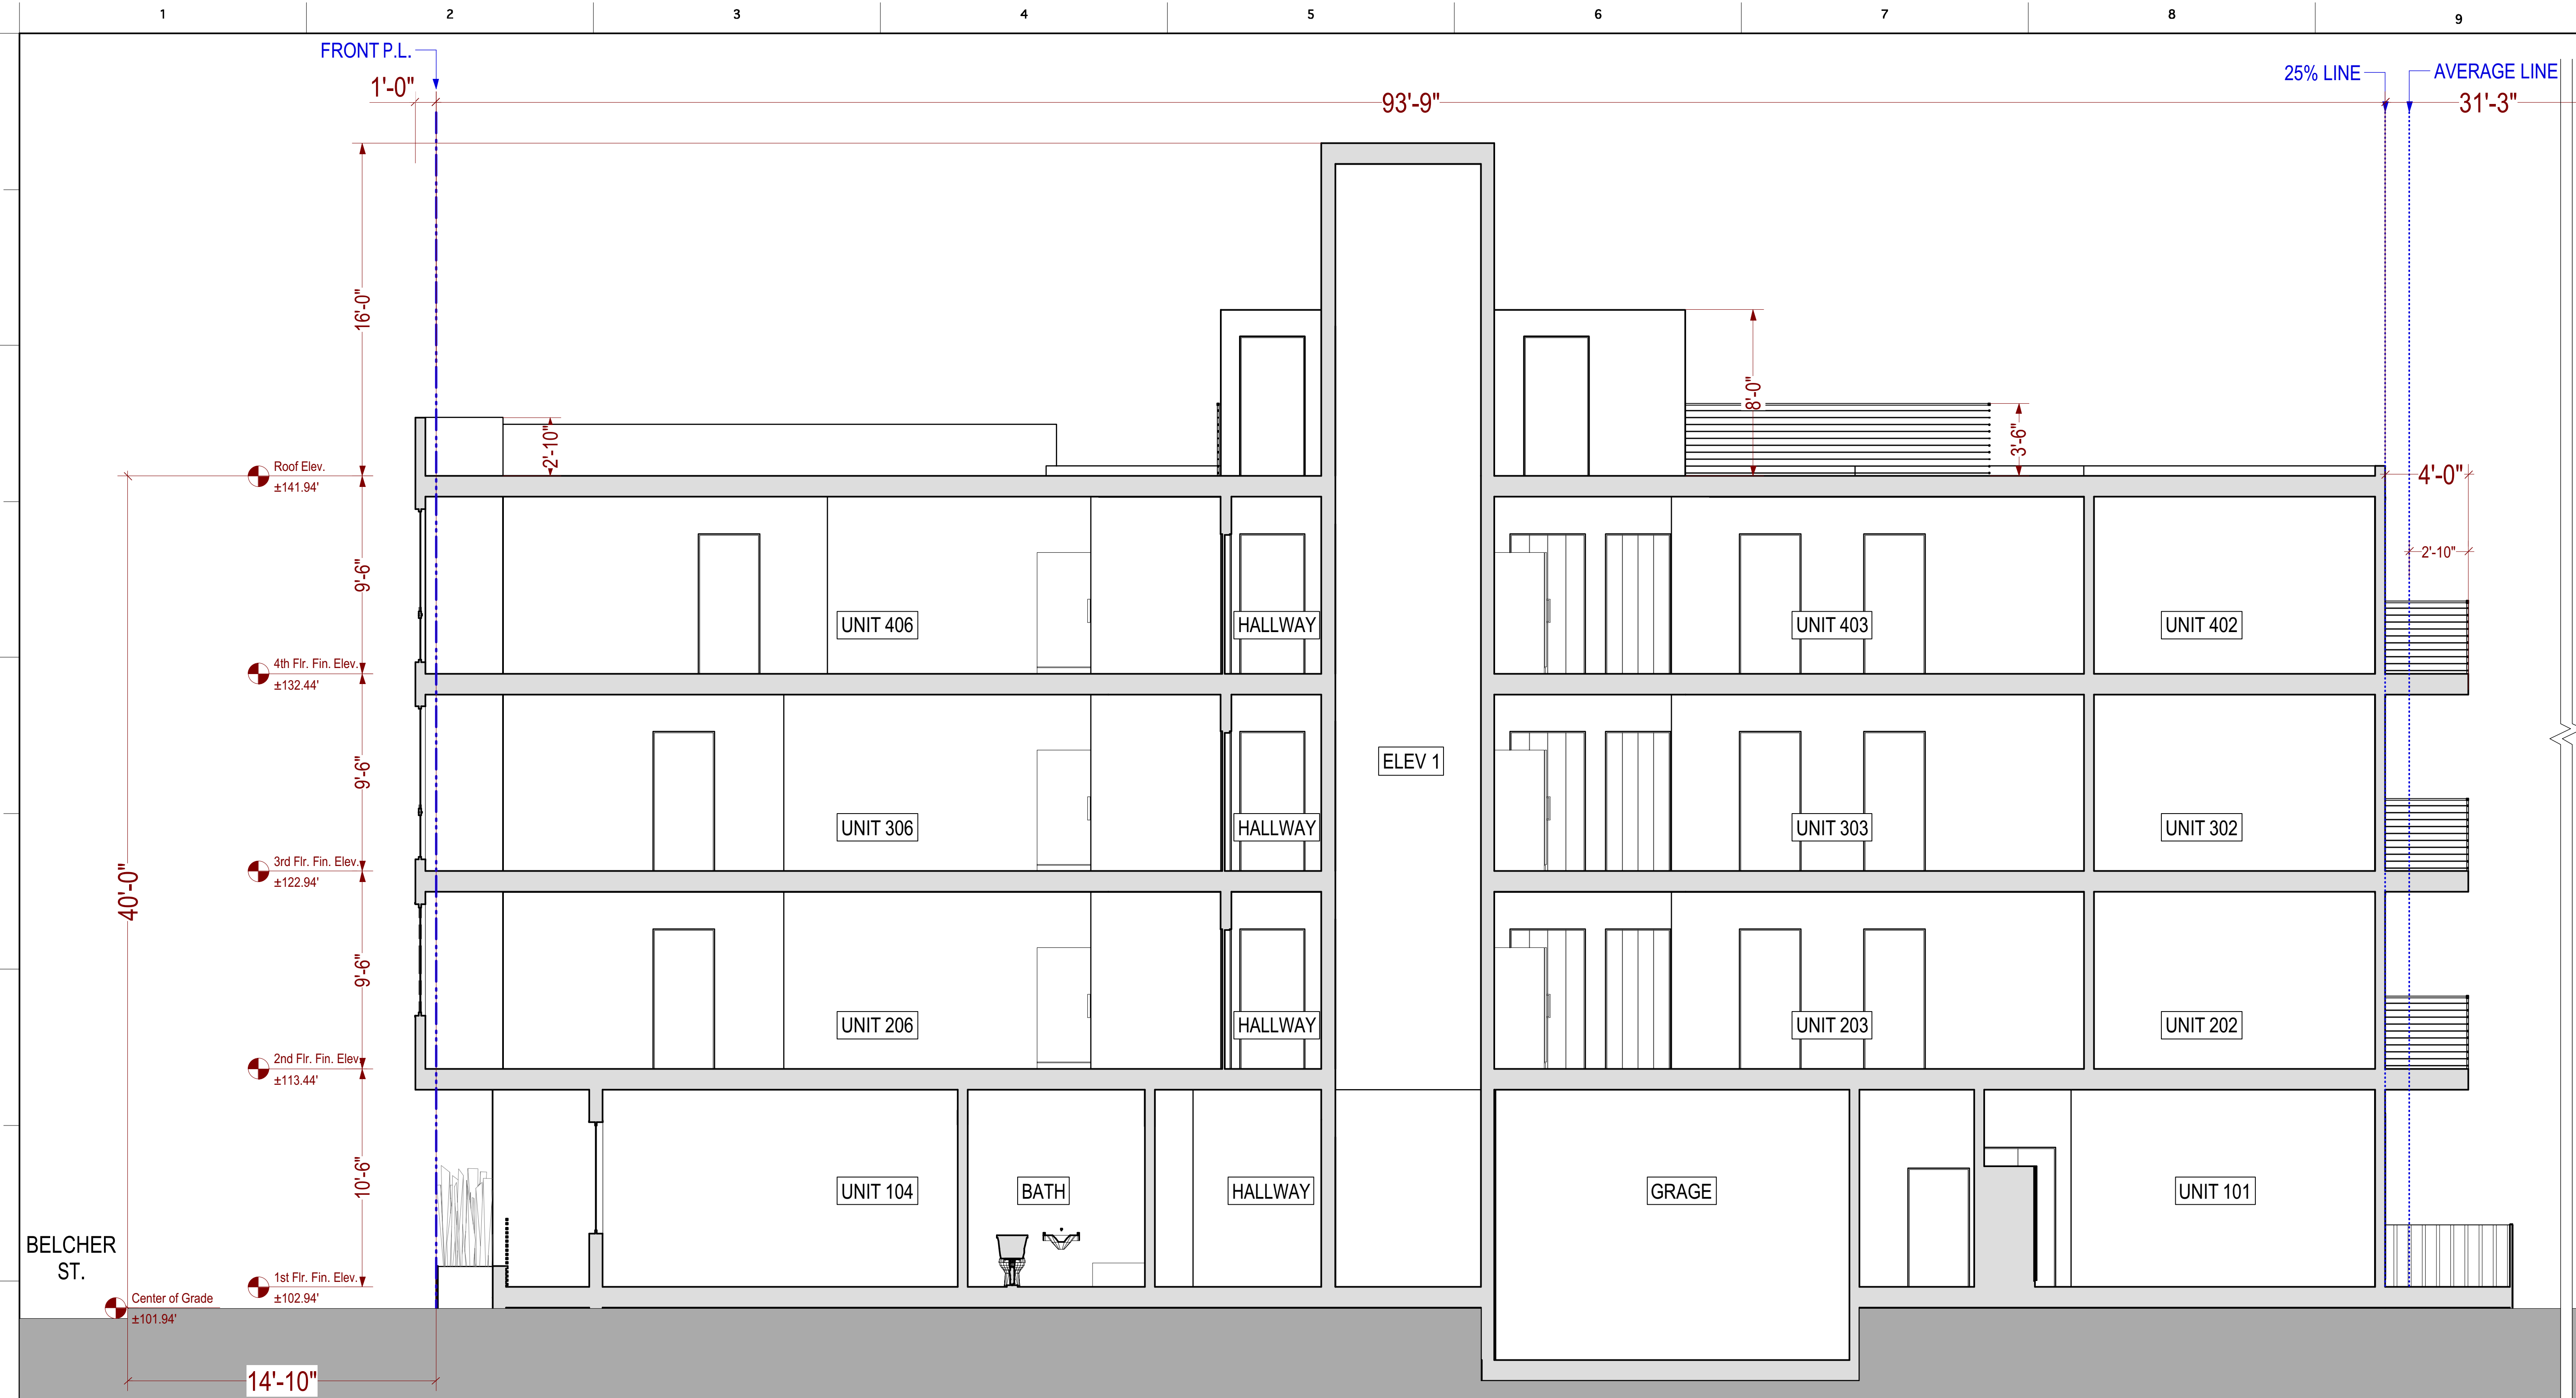 1 2 3 4 5 6 7 8 9
FRONT P.L.
25% LINE
AVERAGE LINE
1'-0"
93'-9"
31'-3"
16'-0"
8'-0"
2'-10"
3'-6"
Roof Elev.
±141.94'
4'-0"
2'-10"
9'-6"
UNIT 406
HALLWAY
UNIT 403
UNIT 402
4th Flr. Fin. Elev.
±132.44'
9'-6"
ELEV 1
UNIT 306
HALLWAY
UNIT 303
UNIT 302
3rd Flr. Fin. Elev.
±122.94'
40'-0"
9'-6"
UNIT 206
HALLWAY
UNIT 203
UNIT 202
2nd Flr. Fin. Elev.
±113.44'
10'-6"
UNIT 104
BATH
HALLWAY
GRAGE
UNIT 101
BELCHER
ST.
1st Flr. Fin. Elev.
±102.94'
Center of Grade
±101.94'
14'-10"